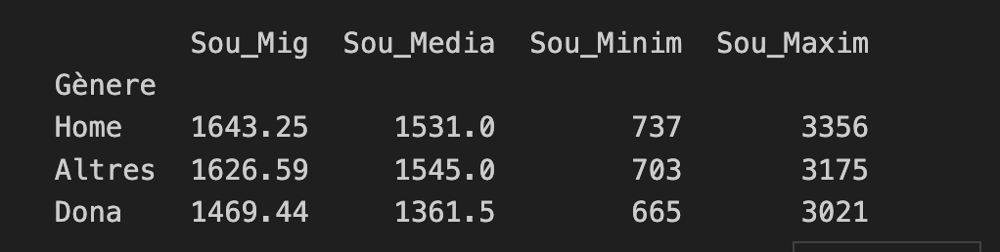 Sou_Mig Sou_Media Sou_Minim Sou_Maxim
Gènere
Home 1643.25 1531.0 737 3356
Altres 1626.59 1545.0 703 3175
Dona 1469.44 1361.5 665 3021